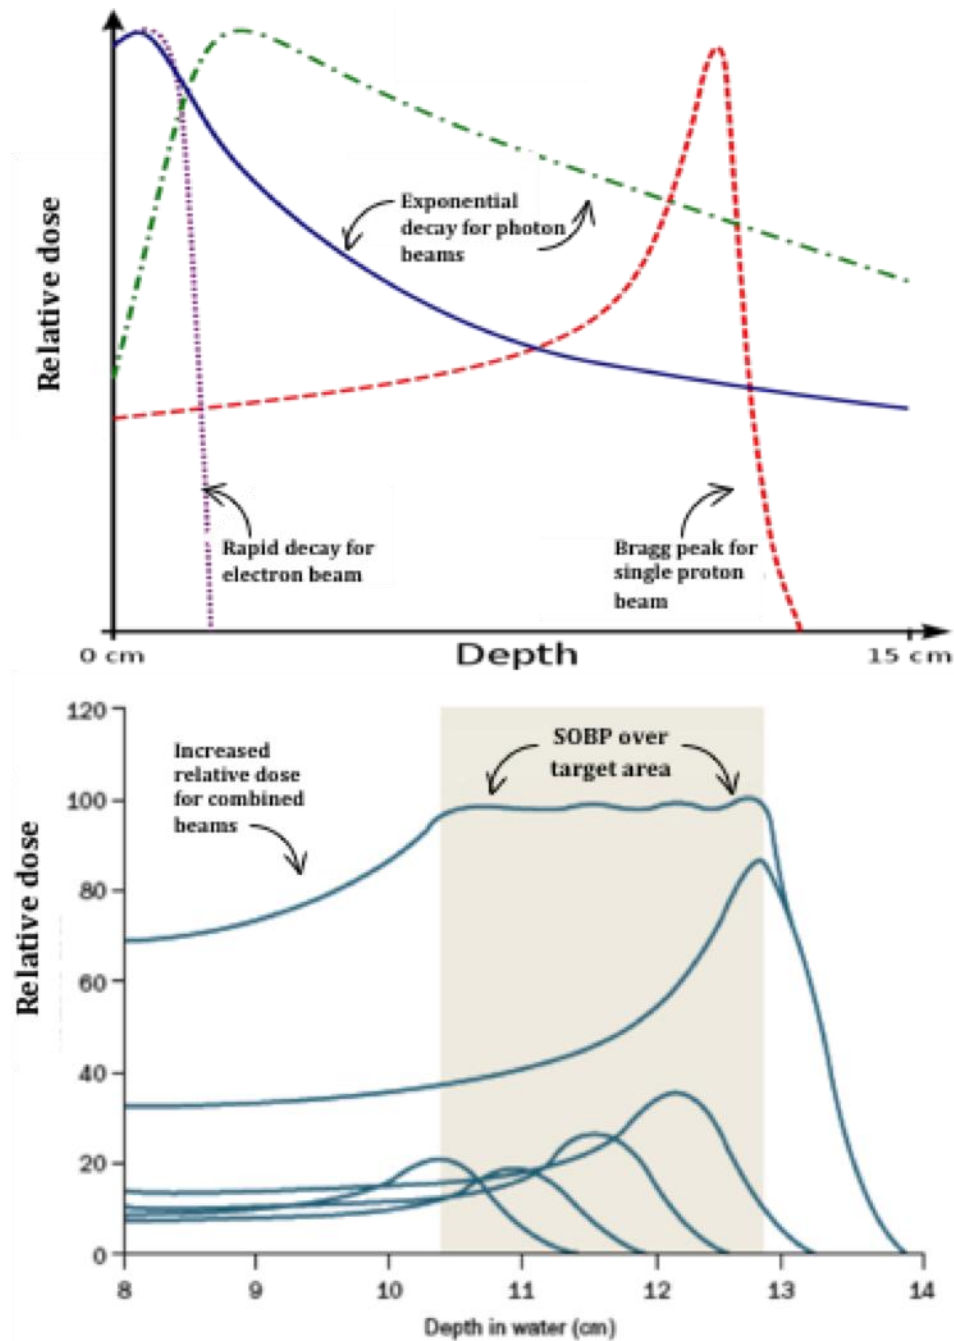 Relative dose
Exponential
decay for photon
beams
Rapid decay for
electron beam
Bragg peak for
single proton
beam
0 cm
Depth
15 cm
120
100
80
60
40
20
0
Relative dose
Increased
relative dose
for combined
beams
SOBP over
target area
8
9
10
11
12
13
14
Depth in water (cm)